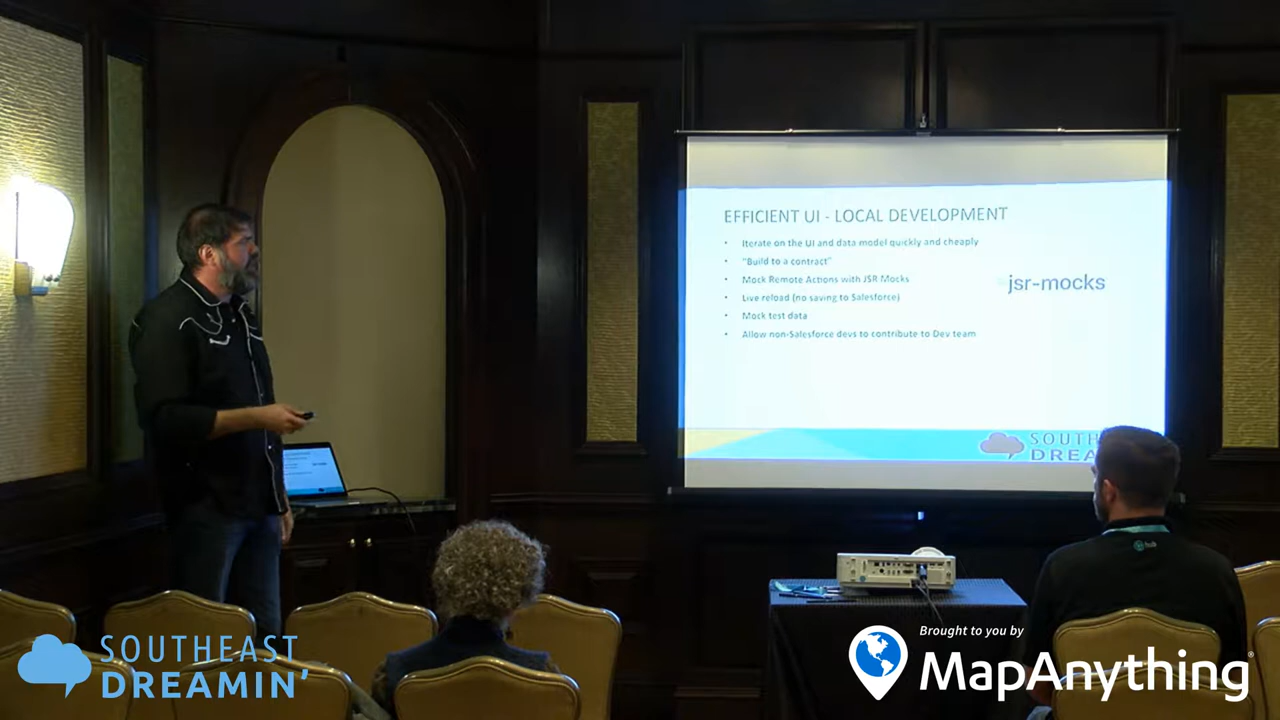 EFFICIENT UI - LOCAL DEVELOPMENT
• Iterate on the UI and data model quickly and cheaply
• "Build to a contract"
• Mock Remote Actions with JSR Mocks
• Live reload (no saving to Salesforce)
• Mock test data
• Allow non-Salesforce devs to contribute to Dev team
jsr-mocks
SOUTH
DREA
SOUTHEAST
DREAMIN'
Brought to you by
MapAnything®